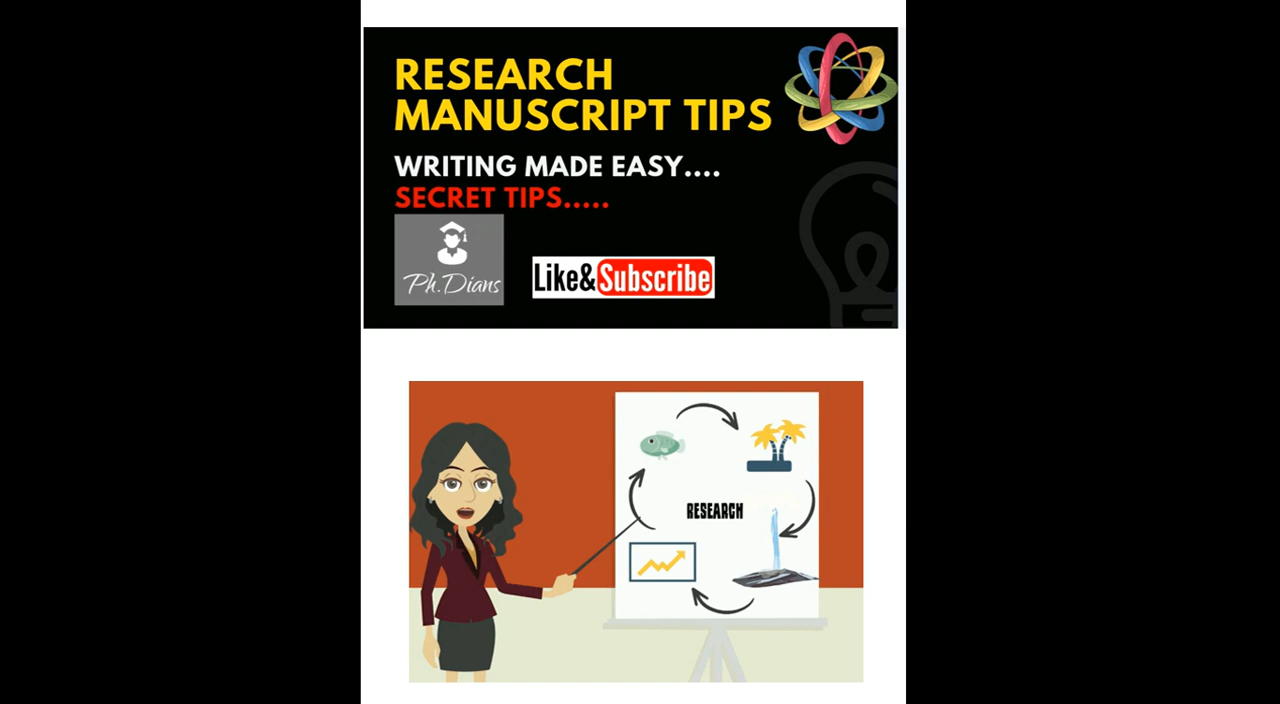 RESEARCH
MANUSCRIPT TIPS
WRITING MADE EASY....
SECRET TIPS.....
Ph.Dians
Like&Subscribe
RESEARCH